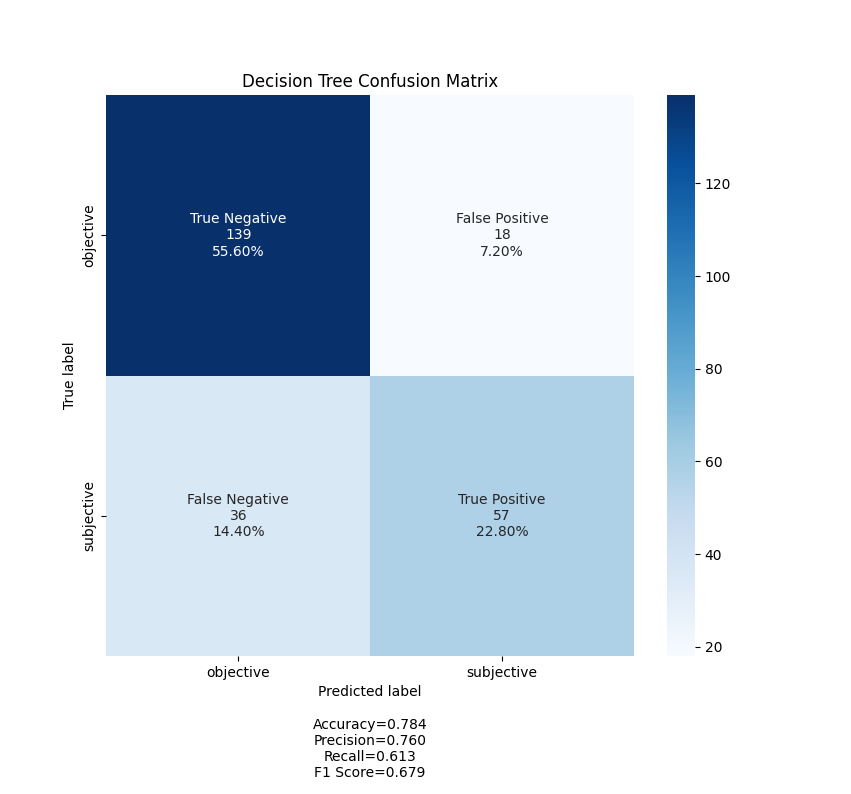 Decision Tree Confusion Matrix
True label
objective
subjective
True Negative
139
55.60%
False Positive
18
7.20%
False Negative
36
14.40%
True Positive
57
22.80%
120
100
80
60
40
20
objective
subjective
Predicted label
Accuracy=0.784
Precision=0.760
Recall=0.613
F1 Score=0.679